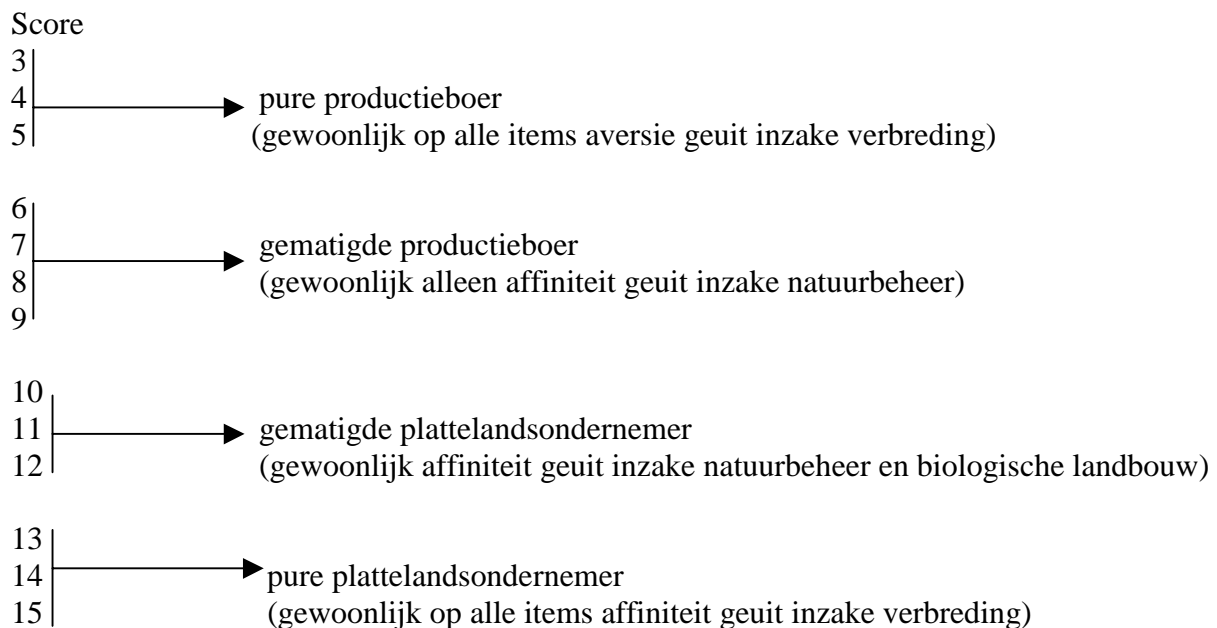 Score
3
4 pure productieboer
5 (gewoonlijk op alle items aversie geuit inzake verbreding)
6
7 gematigde productieboer
8 (gewoonlijk alleen affiniteit geuit inzake natuurbeheer)
9
10
11 gematigde plattelandsondernemer
12 (gewoonlijk affiniteit geuit inzake natuurbeheer en biologische landbouw)
13
14 pure plattelandsondernemer
15 (gewoonlijk op alle items affiniteit geuit inzake verbreding)